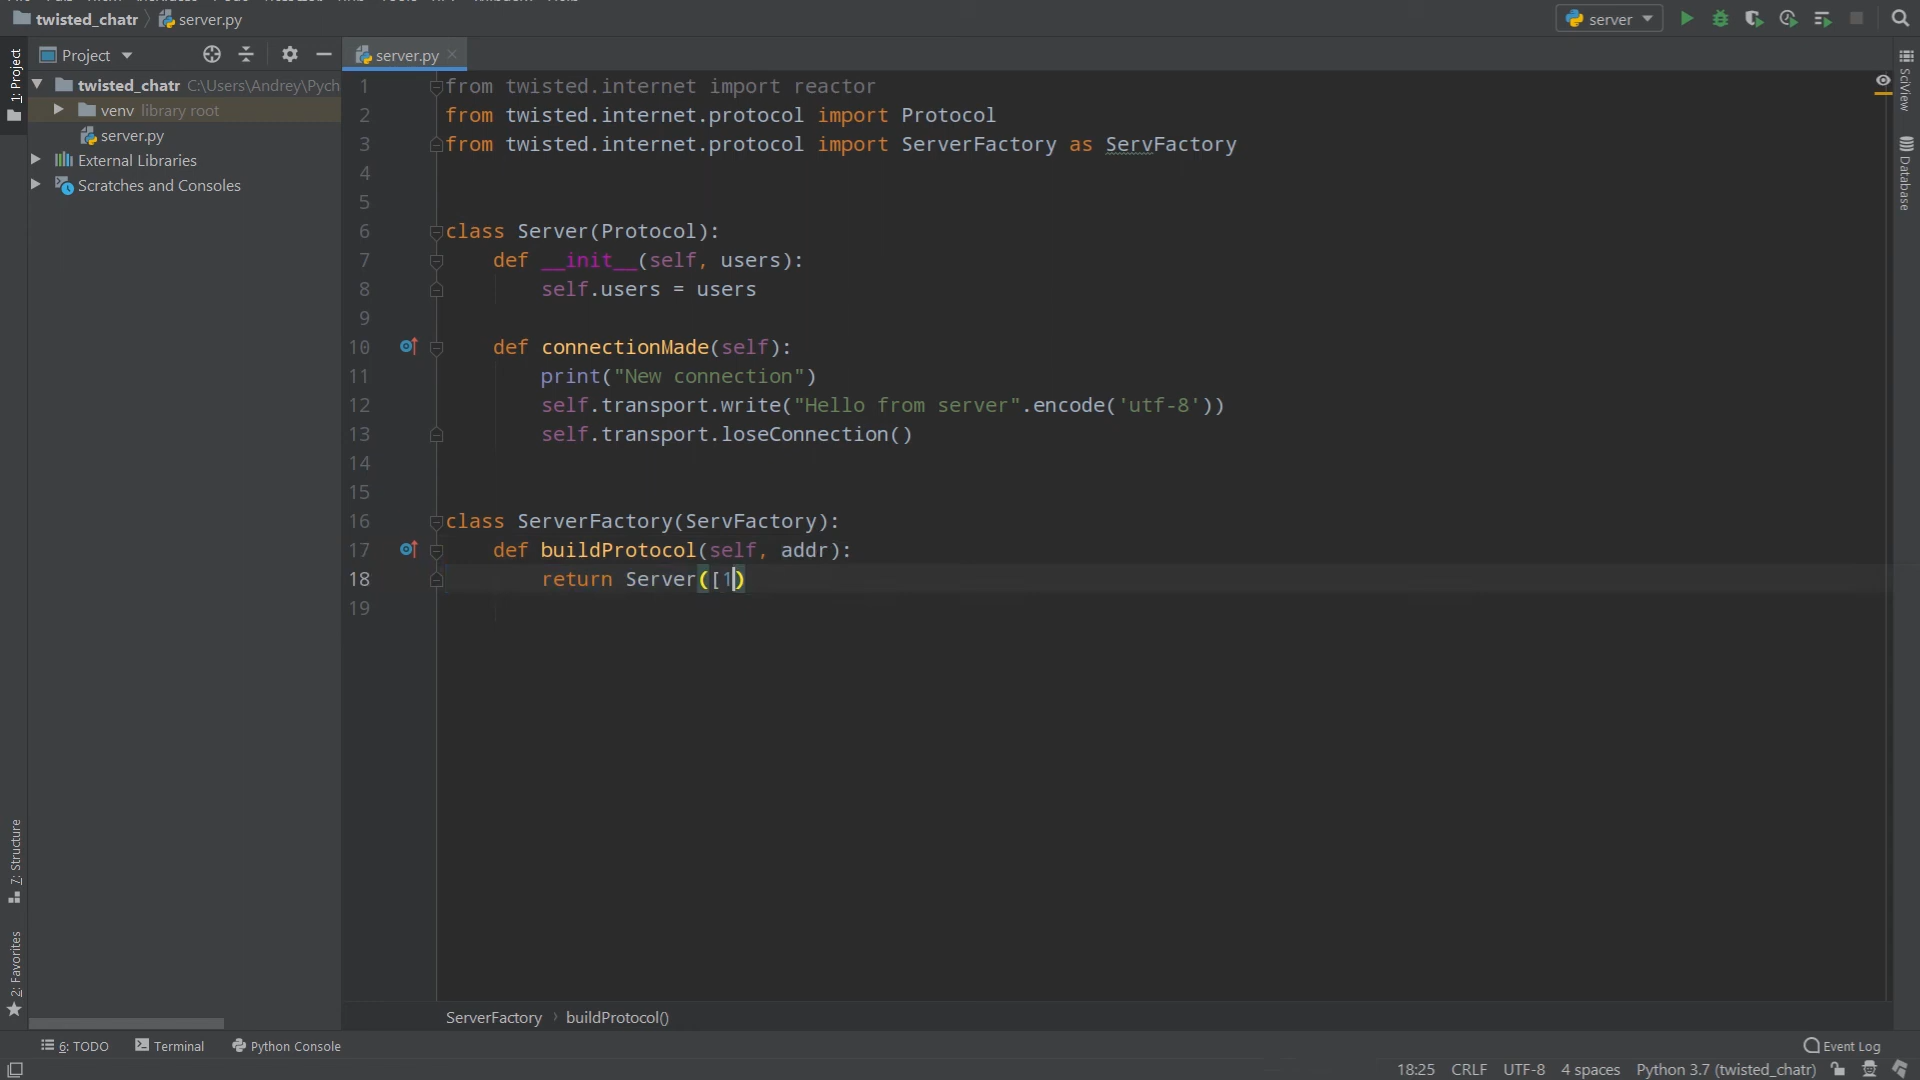 twisted_chatr
server.py
server
Project
server.py
1: Project
twisted_chatr C:\Users\Andrey\Pych
venv library root
server.py
External Libraries
Scratches and Consoles
1 from twisted.internet import reactor
2 from twisted.internet.protocol import Protocol
3 from twisted.internet.protocol import ServerFactory as ServFactory
4
5
6 class Server(Protocol):
7 def __init__(self, users):
8 self.users = users
9
10 def connectionMade(self):
11 print("New connection")
12 self.transport.write("Hello from server".encode('utf-8'))
13 self.transport.loseConnection()
14
15
16 class ServerFactory(ServFactory):
17 def buildProtocol(self, addr):
18 return Server([1)
19
SciView
Database
7: Structure
2: Favorites
ServerFactory
buildProtocol()
6: TODO
Terminal
Python Console
Event Log
18:25 CRLF UTF-8 4 spaces Python 3.7 (twisted_chatr)